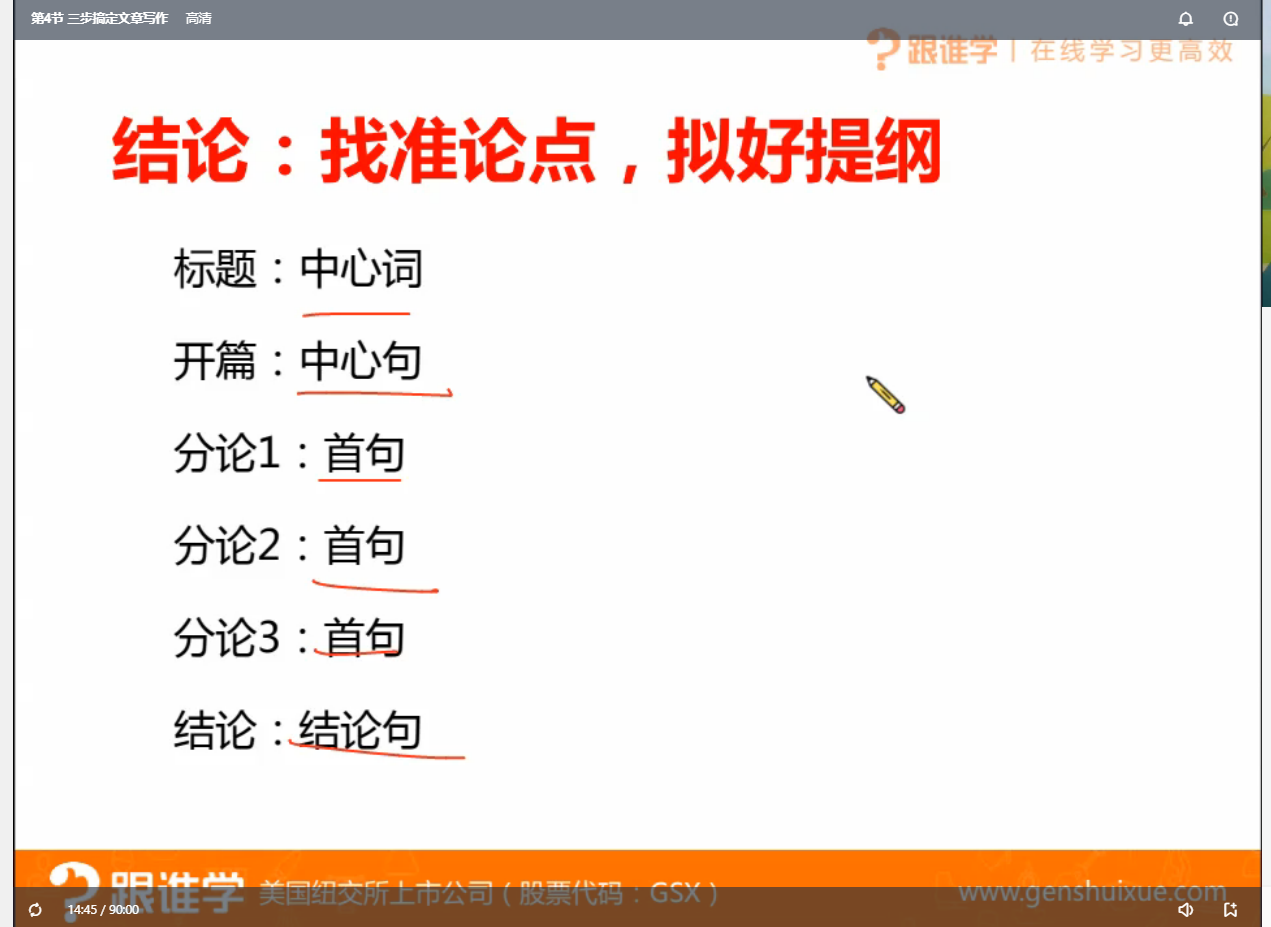 第4节 三步搞定文章写作 高清
跟谁学 | 在线学习更高效
结论：找准论点，拟好提纲
标题：中心词
开篇：中心句
分论1：首句
分论2：首句
分论3：首句
结论：结论句
跟谁学 美国纽交所上市公司（股票代码：GSX） www.genshuixue.com
14:45 / 90:00